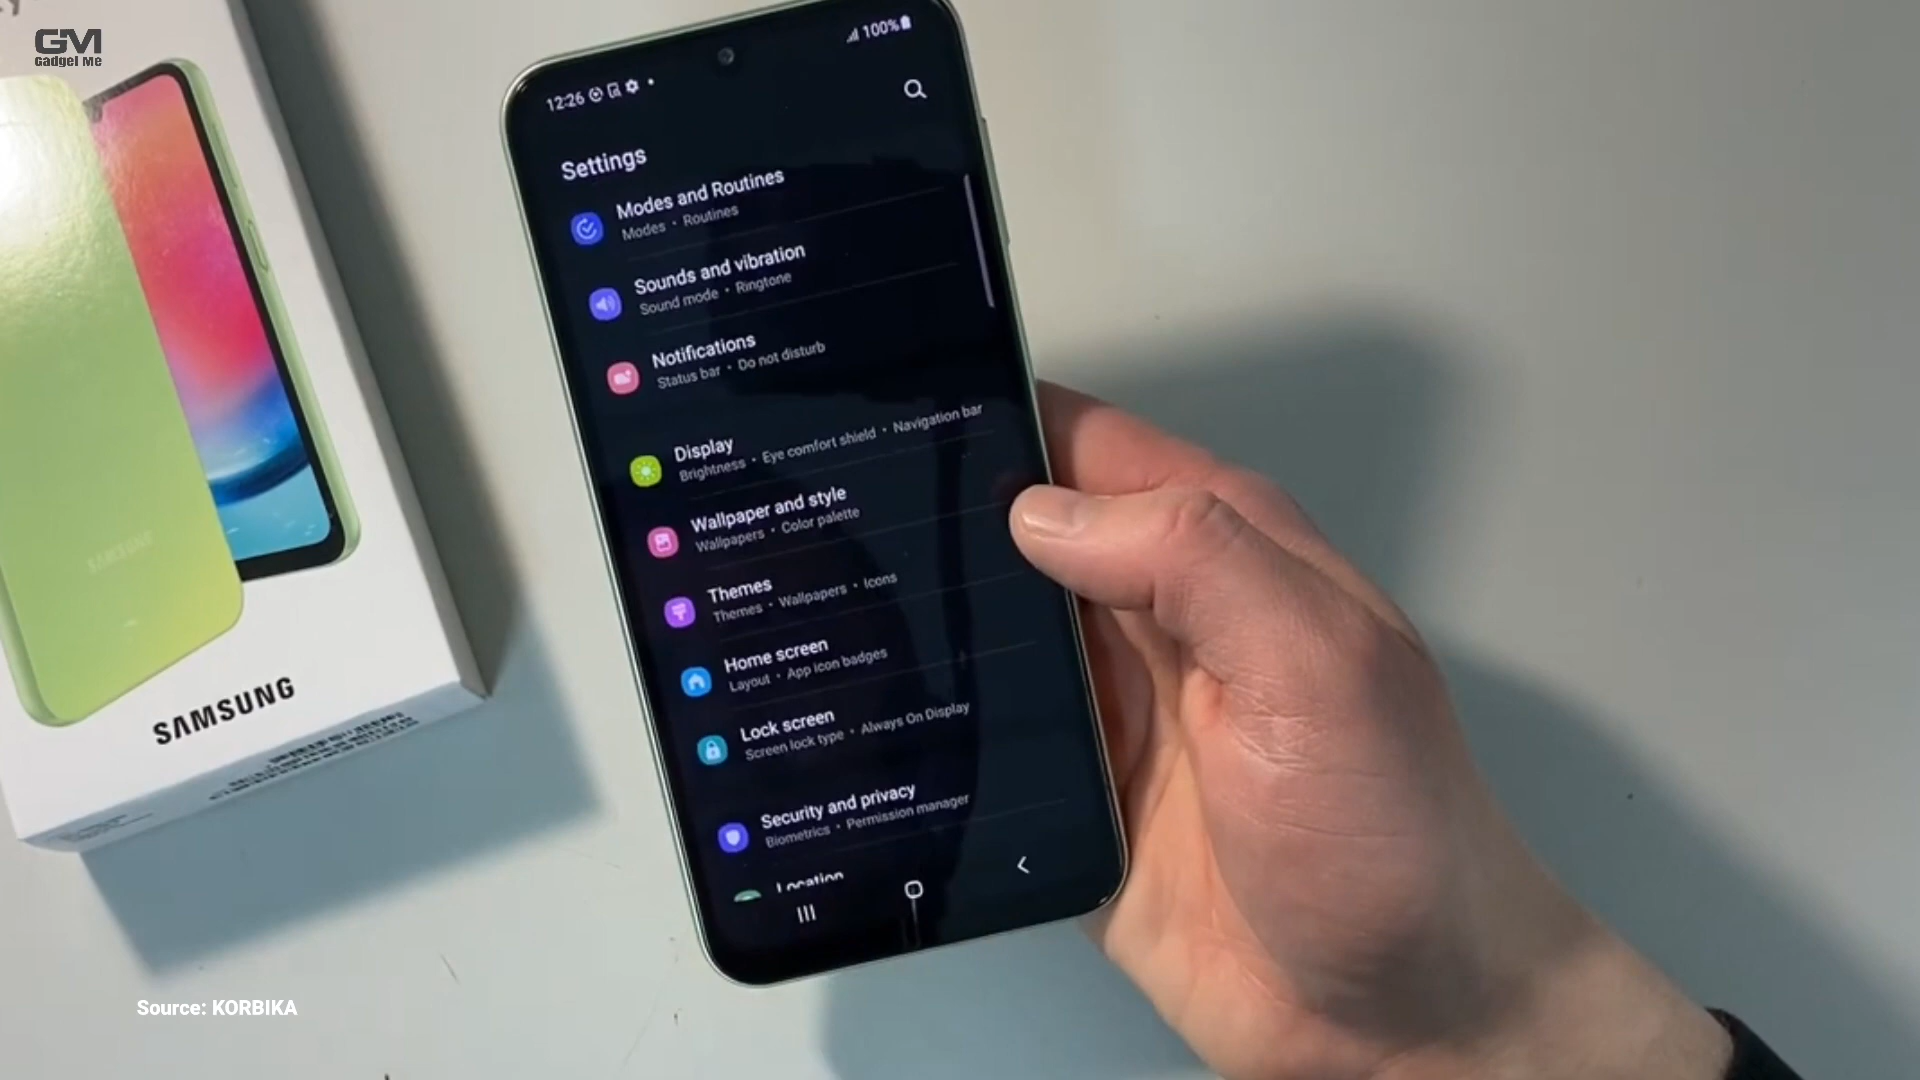 GM
Gadget Me
12:26
100%
Settings
Modes and Routines
Modes • Routines
Sounds and vibration
Sound mode • Ringtone
Notifications
Status bar • Do not disturb
Display
Brightness • Eye comfort shield • Navigation bar
Wallpaper and style
Wallpapers • Color palette
Themes
Themes • Wallpapers • Icons
Home screen
Layout • App icon badges
Lock screen
Screen lock type • Always On Display
Security and privacy
Biometrics • Permission manager
Location
SAMSUNG
SAMSUNG
Source: KORBIKA